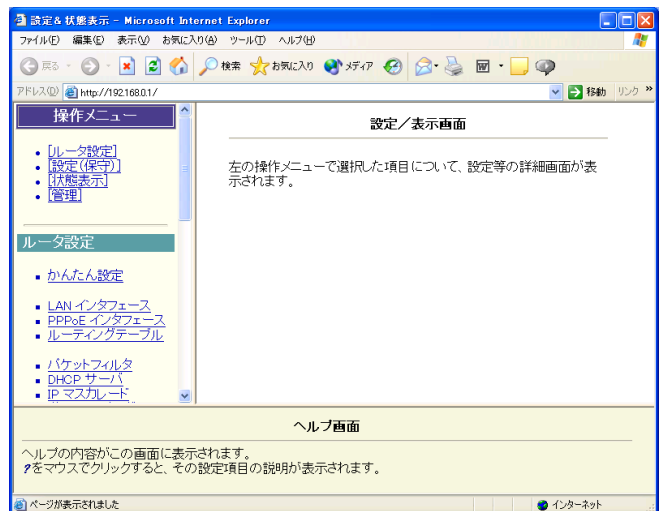 設定&状態表示 - Microsoft Internet Explorer
ファイル(F) 編集(E) 表示(V) お気に入り(A) ツール(T) ヘルプ(H)
戻る 検索 お気に入り メディア
アドレス(D) http://192.168.0.1/ 移動 リンク »
操作メニュー
[ルータ設定]
[設定(保守)]
[状態表示]
[管理]
ルータ設定
かんたん設定
LAN インタフェース
PPPoE インタフェース
ルーティングテーブル
パケットフィルタ
DHCP サーバ
IP マスカレード
設定/表示画面
左の操作メニューで選択した項目について、設定等の詳細画面が表
示されます。
ヘルプ画面
ヘルプの内容がこの画面に表示されます。
?をマウスでクリックすると、その設定項目の説明が表示されます。
ページが表示されました インターネット